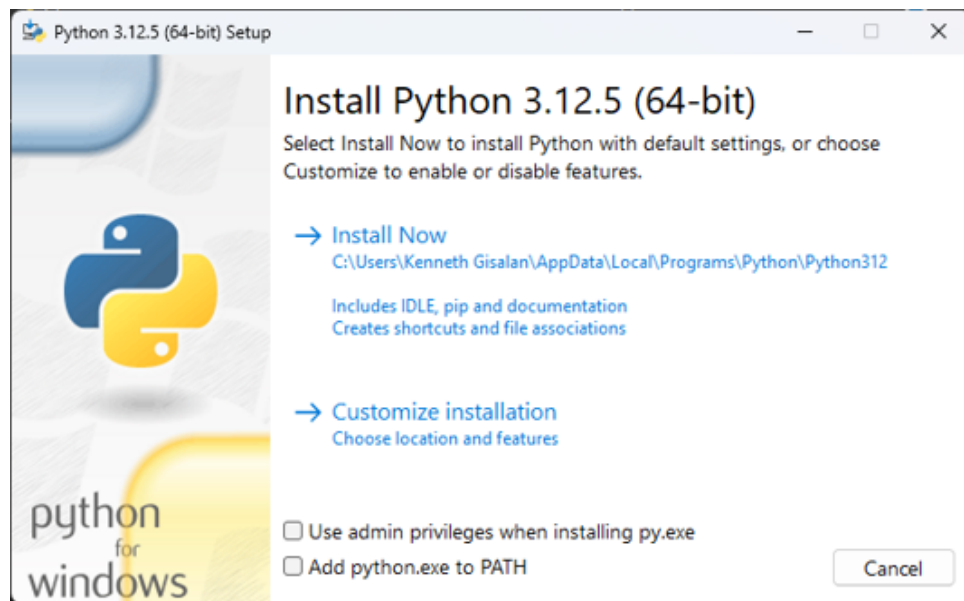 Python 3.12.5 (64-bit) Setup
Install Python 3.12.5 (64-bit)
Select Install Now to install Python with default settings, or choose
Customize to enable or disable features.
Install Now
C:\Users\Kenneth Gisalan\AppData\Local\Programs\Python\Python312
Includes IDLE, pip and documentation
Creates shortcuts and file associations
Customize installation
Choose location and features
python
for
windows
Use admin privileges when installing py.exe
Add python.exe to PATH
Cancel